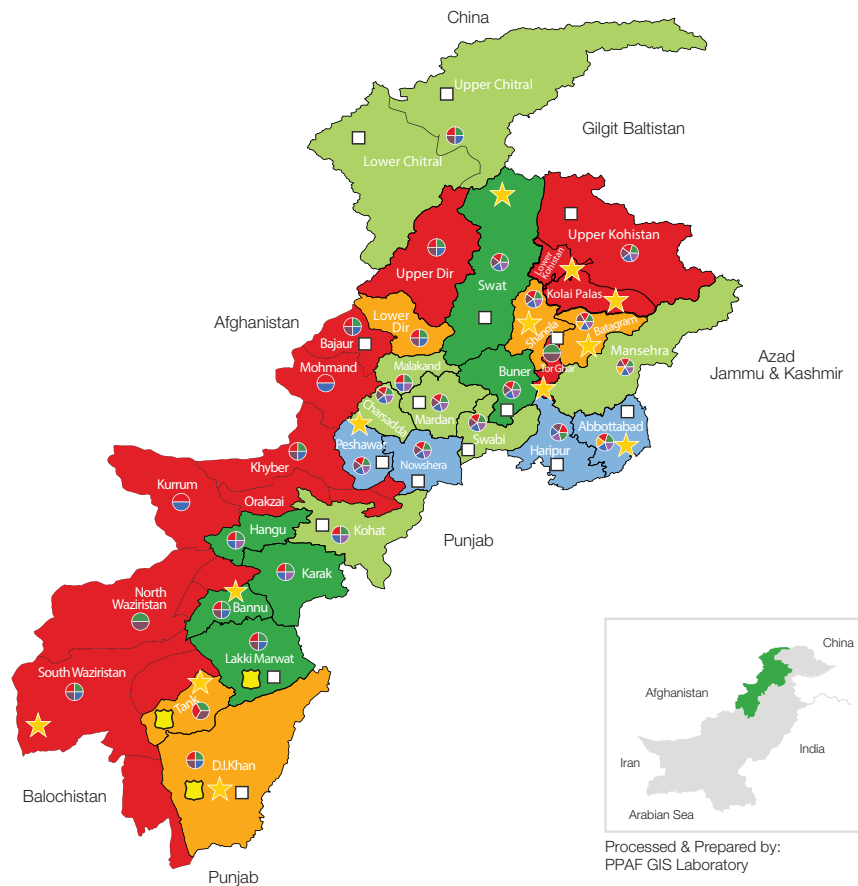 China
Upper Chitral
Gilgit Baltistan
Lower Chitral
Upper Kohistan
Upper Dir
Lower
Kohistan
Swat
Kolai Palas
Afghanistan
Lower
Dir
Shangla
Batagram
Bajaur
Mansehra
Mohmand
Malakand
Buner
Tor Ghar
Azad
Jammu & Kashmir
Charsadda
Mardan
Abbottabad
Peshawar
Swabi
Haripur
Nowshera
Khyber
Kurrum
Orakzai
Hangu
Kohat
Punjab
Karak
North
Waziristan
Bannu
Lakki Marwat
South Waziristan
Tank
D.I.Khan
Balochistan
Punjab
China
Afghanistan
India
Iran
Arabian Sea
Processed & Prepared by:
PPAF GIS Laboratory